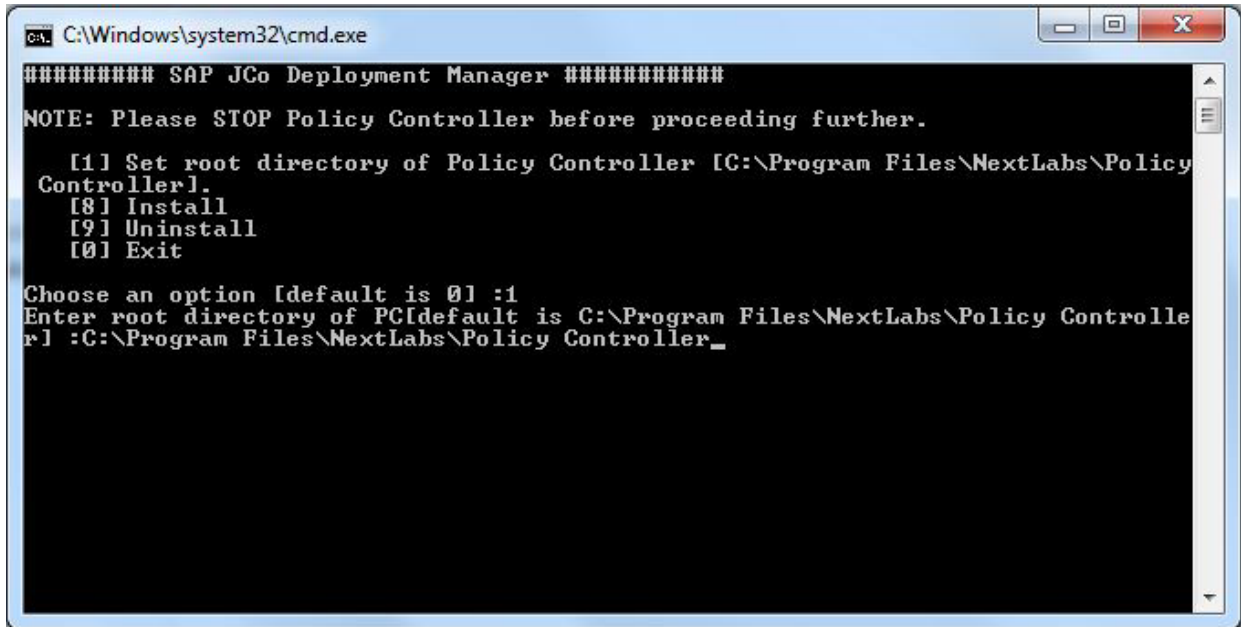 C:\Windows\system32\cmd.exe
######### SAP JCo Deployment Manager ###########
NOTE: Please STOP Policy Controller before proceeding further.
[1] Set root directory of Policy Controller [C:\Program Files\NextLabs\Policy
Controller].
[8] Install
[9] Uninstall
[0] Exit
Choose an option [default is 0] :1
Enter root directory of PC[default is C:\Program Files\NextLabs\Policy Controlle
r] :C:\Program Files\NextLabs\Policy Controller_